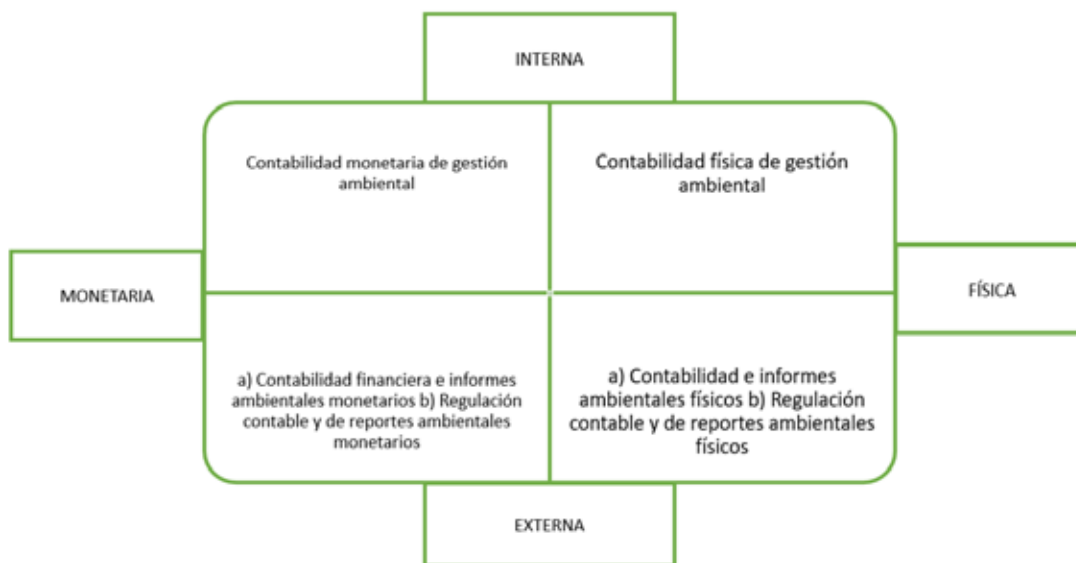 INTERNA
Contabilidad monetaria de gestión
ambiental
Contabilidad física de gestión
ambiental
MONETARIA
FÍSICA
a) Contabilidad financiera e informes
ambientales monetarios b) Regulación
contable y de reportes ambientales
monetarios
a) Contabilidad e informes
ambientales físicos b) Regulación
contable y de reportes ambientales
físicos
EXTERNA